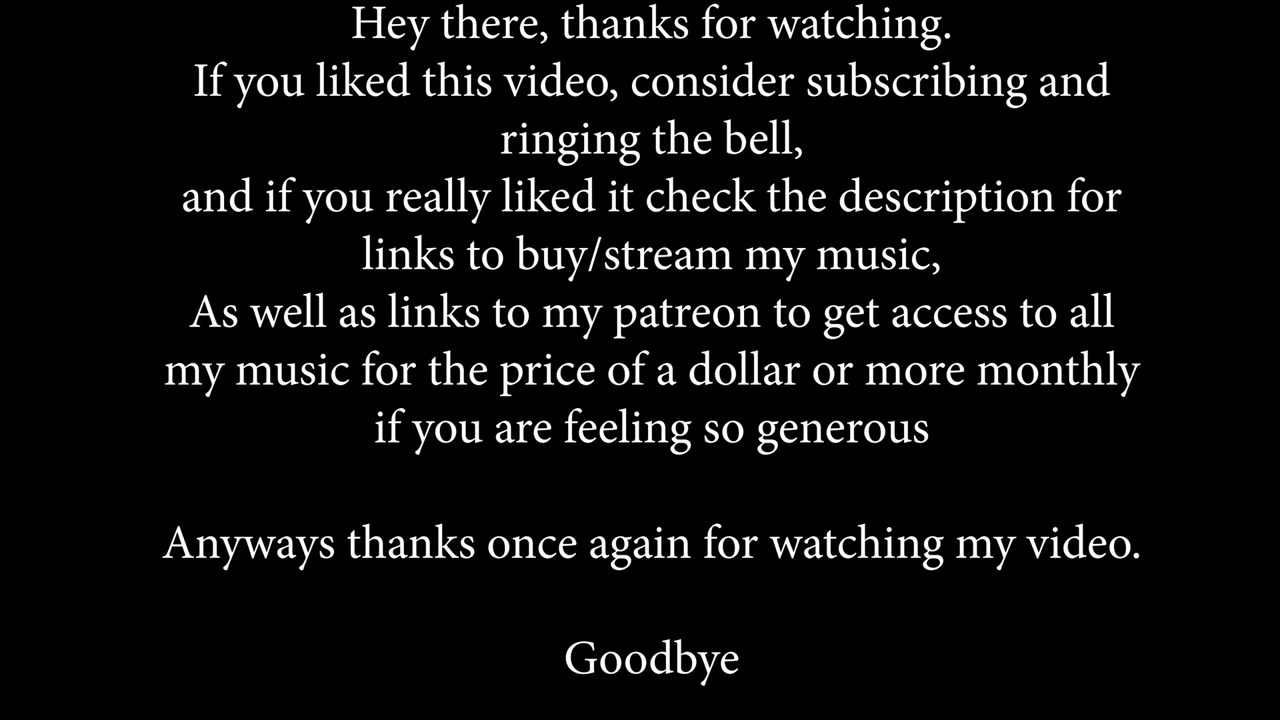 Hey there, thanks for watching.
If you liked this video, consider subscribing and
ringing the bell,
and if you really liked it check the description for
links to buy/stream my music,
As well as links to my patreon to get access to all
my music for the price of a dollar or more monthly
if you are feeling so generous
Anyways thanks once again for watching my video.
Goodbye